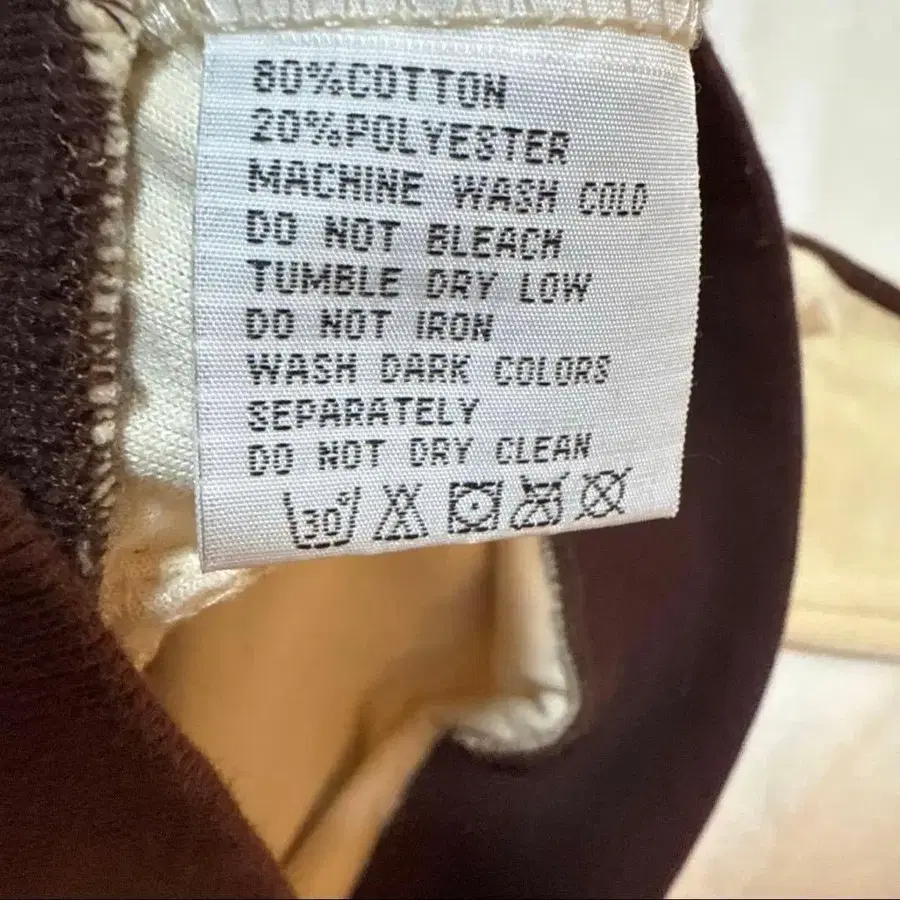 80%COTTON
20%POLYESTER
MACHINE WASH COLD
DO NOT BLEACH
TUMBLE DRY LOW
DO NOT IRON
WASH DARK COLORS
SEPARATELY
DO NOT DRY CLEAN
30°